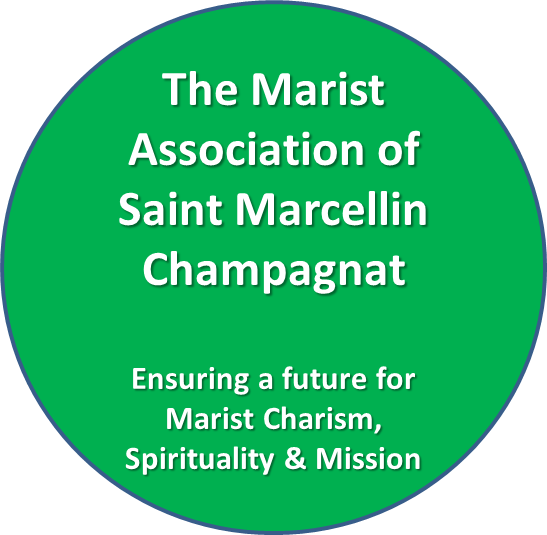 The Marist
Association of
Saint Marcellin
Champagnat
Ensuring a future for
Marist Charism,
Spirituality & Mission